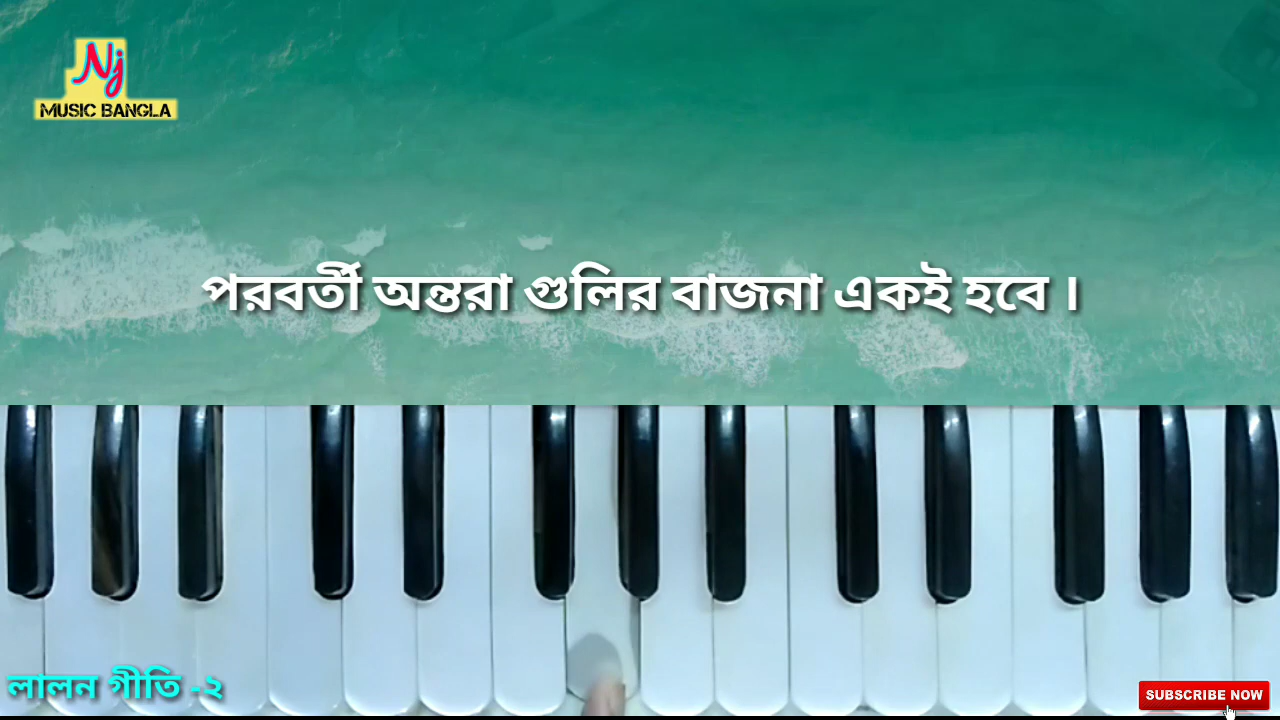 Nj
MUSIC BANGLA
পরবর্তী অন্তরা গুলির বাজনা একই হবে ।
লালন গীতি -২
SUBSCRIBE NOW